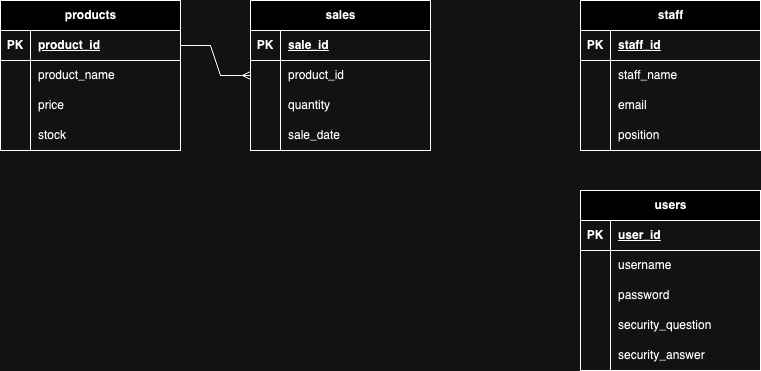 products
PK product_id
product_name
price
stock
sales
PK sale_id
product_id
quantity
sale_date
staff
PK staff_id
staff_name
email
position
users
PK user_id
username
password
security_question
security_answer